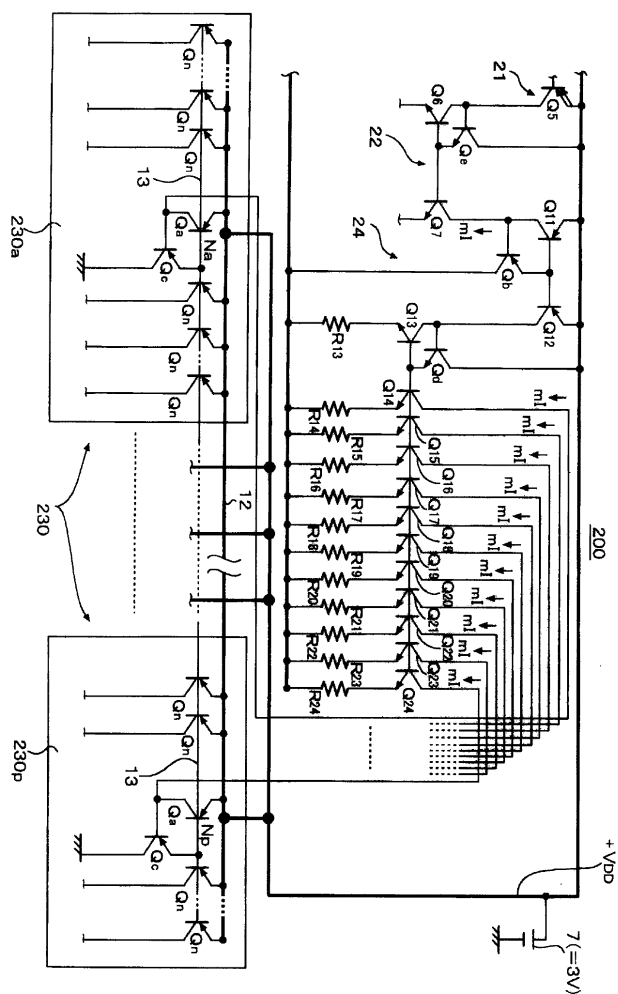 200
+ VDD
7(=3V)
21
Q5
Qe
Q6
22
Q7
mI
24
Q11
Qb
Q12
Q13
Qd
R13
Q14
Q15
Q16
Q17
Q18
Q19
Q20
Q21
Q22
Q23
Q24
mI
mI
mI
mI
mI
mI
mI
mI
mI
mI
mI
R14
R15
R16
R17
R18
R19
R20
R21
R22
R23
R24
12
Qn
Qn
Qn
13
Na
Qa
Qc
Qn
Qn
Qn
230a
230
Qn
Qn
13
Np
Qa
Qc
Qn
Qn
230p